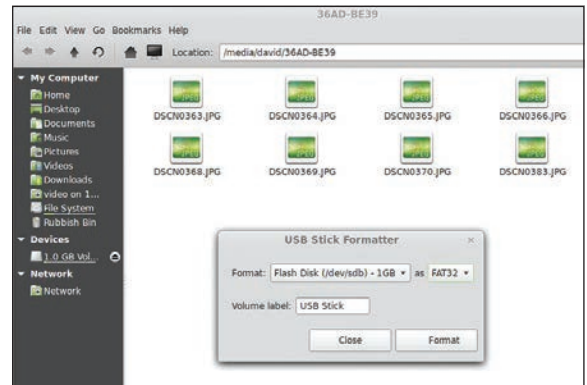 36AD-BE39
File Edit View Go Bookmarks Help
Location: /media/david/36AD-BE39
My Computer
Home
Desktop
Documents
Music
Pictures
Videos
Downloads
video on 1...
File System
Rubbish Bin
Devices
1.0 GB Vol...
Network
Network
DSCN0363.JPG DSCN0364.JPG DSCN0365.JPG DSCN0366.JPG
DSCN0368.JPG DSCN0369.JPG DSCN0370.JPG DSCN0383.JPG
USB Stick Formatter
Format: Flash Disk (/dev/sdb) - 1GB as FAT32
Volume label: USB Stick
Close Format